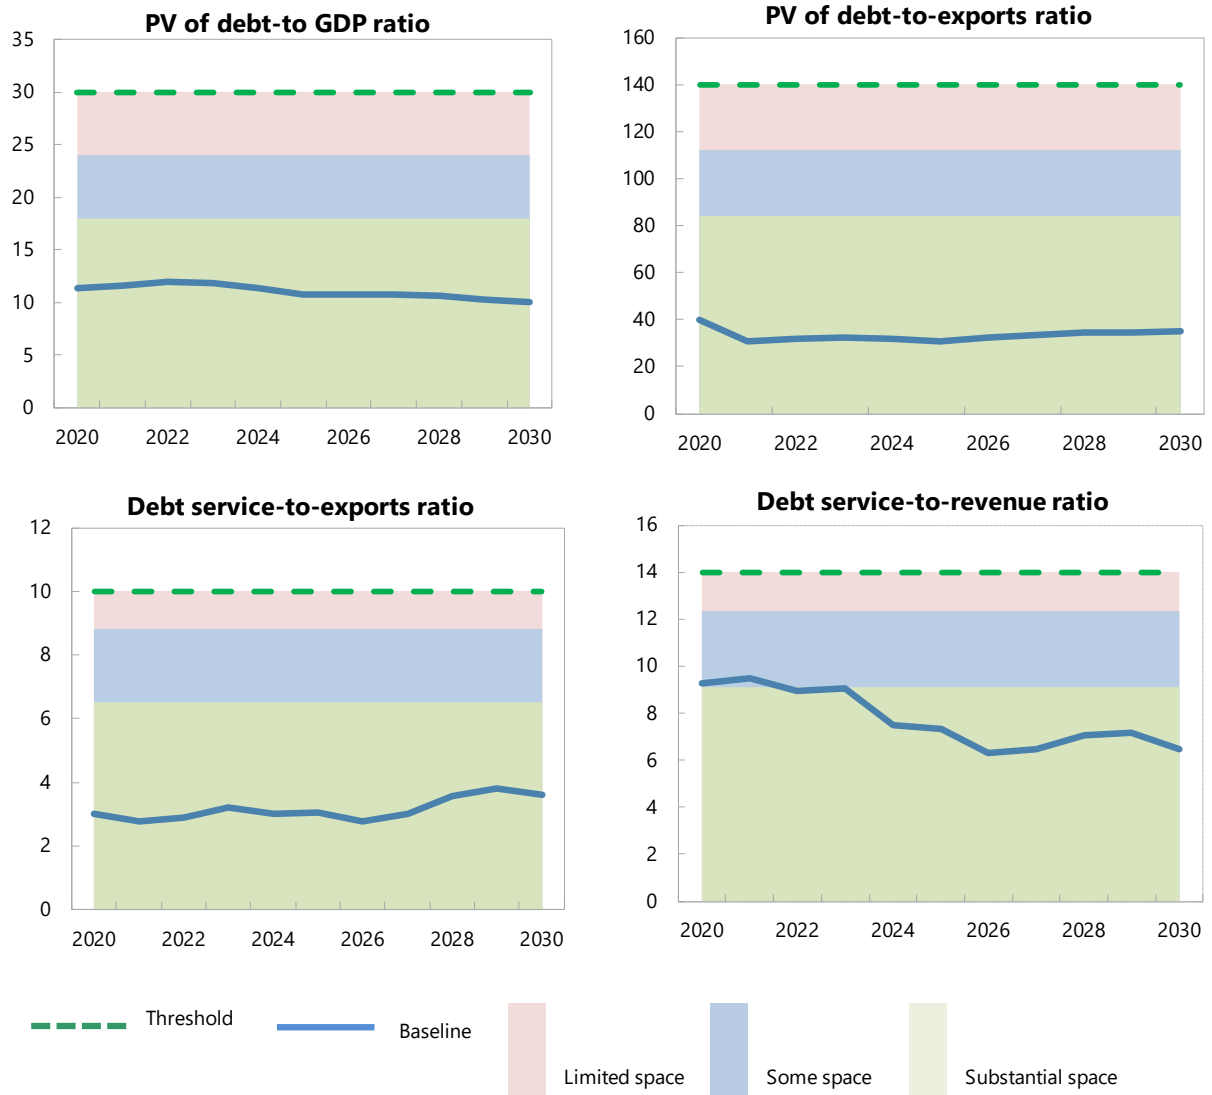 PV of debt-to GDP ratio
35
30
25
20
15
10
5
0
2020 2022 2024 2026 2028 2030
PV of debt-to-exports ratio
160
140
120
100
80
60
40
20
0
2020 2022 2024 2026 2028 2030
Debt service-to-exports ratio
12
10
8
6
4
2
0
2020 2022 2024 2026 2028 2030
Debt service-to-revenue ratio
16
14
12
10
8
6
4
2
0
2020 2022 2024 2026 2028 2030
Threshold
Baseline
Limited space
Some space
Substantial space